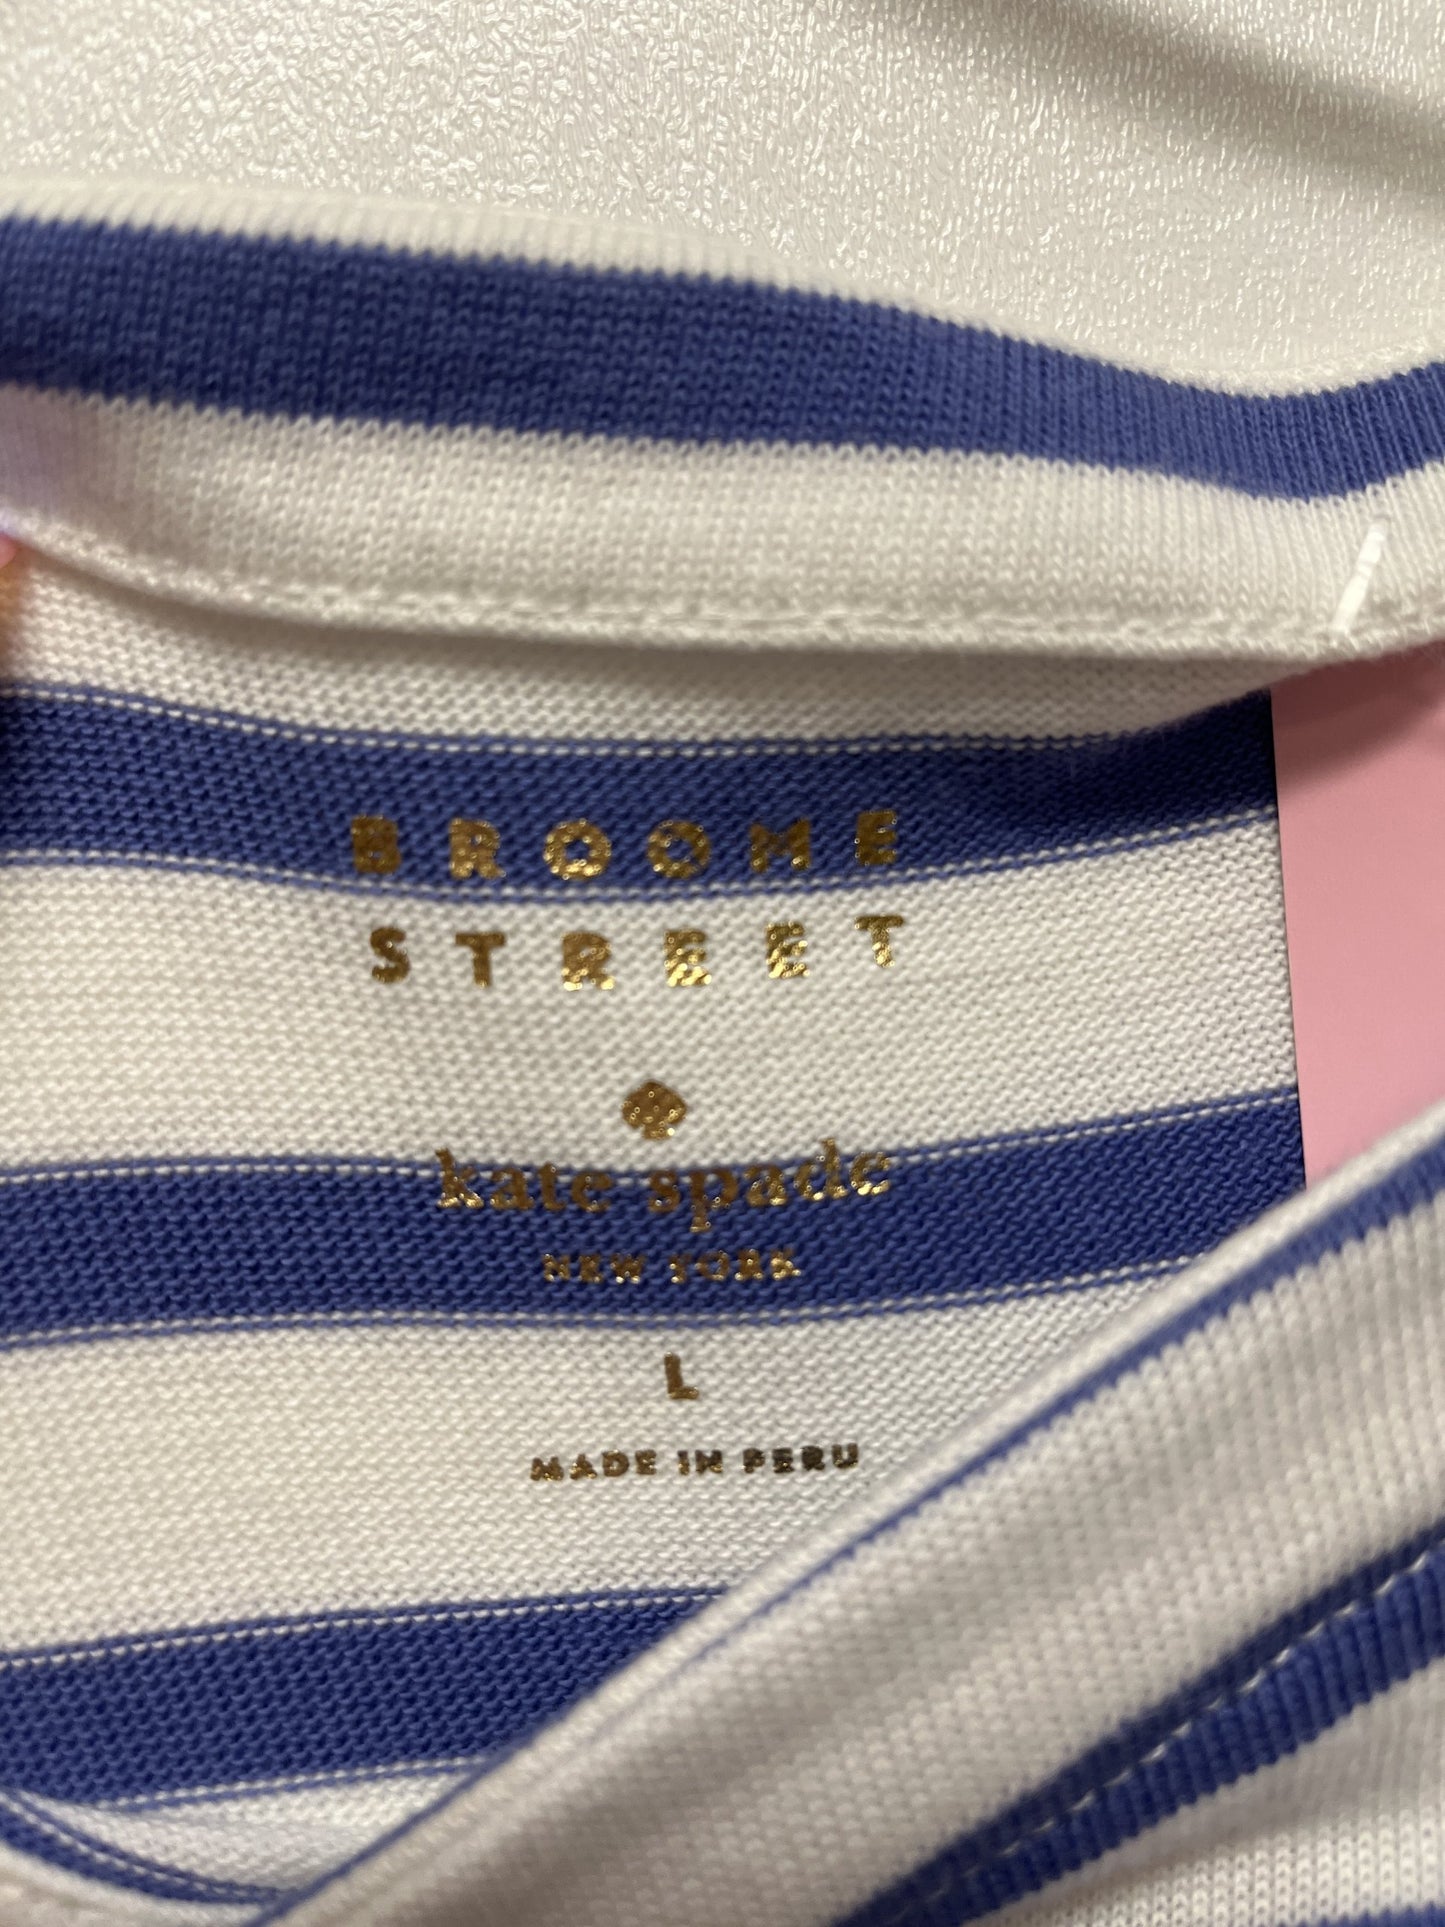 BROOME
STREET
kate spade
NEW YORK
L
MADE IN PERU